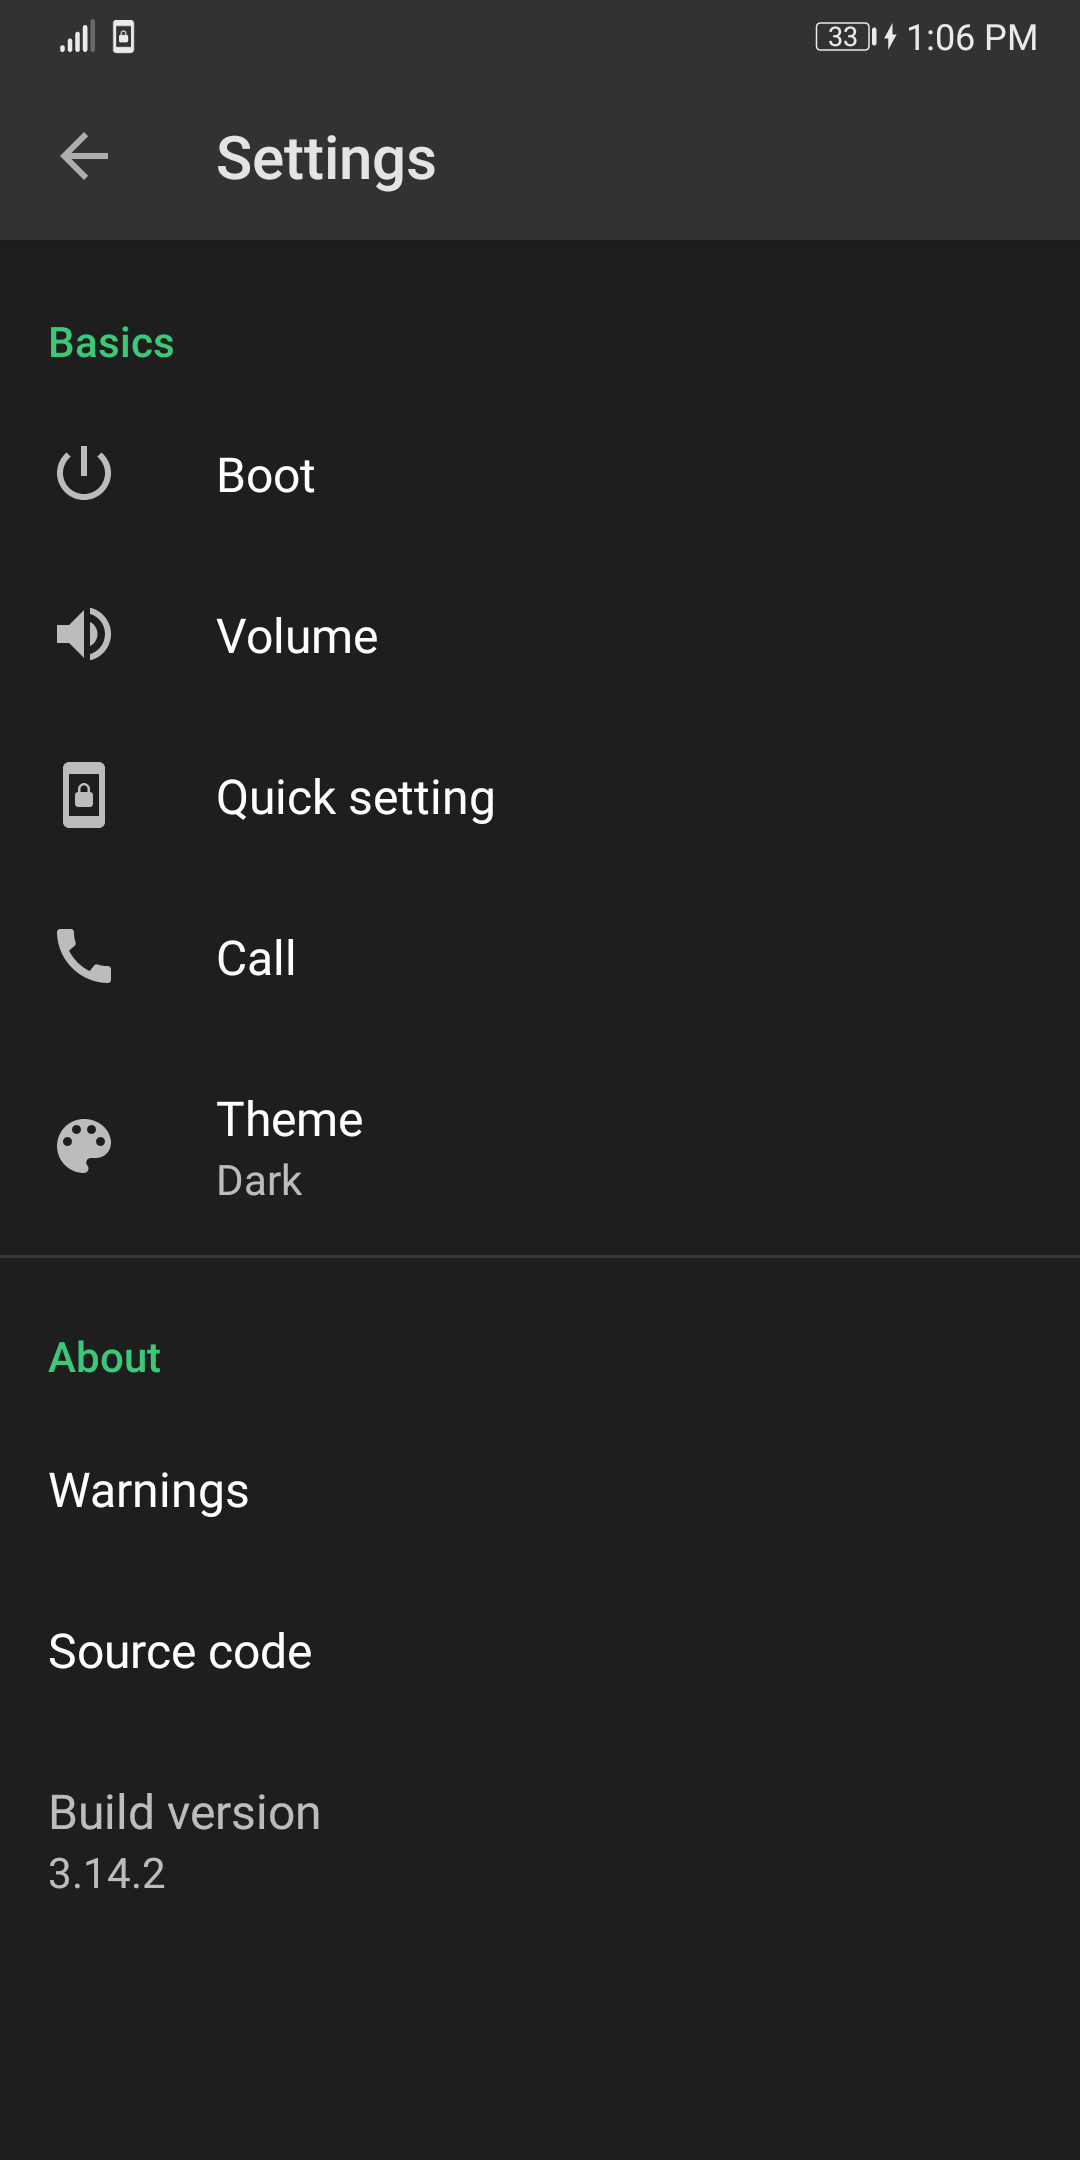 33 1:06 PM
Settings
Basics
Boot
Volume
Quick setting
Call
Theme
Dark
About
Warnings
Source code
Build version
3.14.2